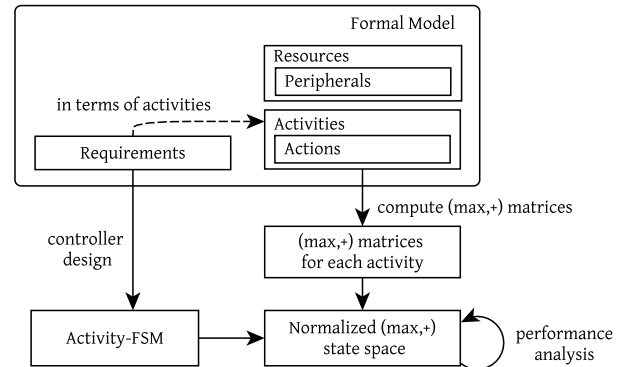 Formal Model
Resources
Peripherals
in terms of activities
Activities
Requirements
Actions
compute (max,+) matrices
controller
design
(max,+) matrices
for each activity
Activity-FSM
Normalized (max,+)
state space
performance
analysis